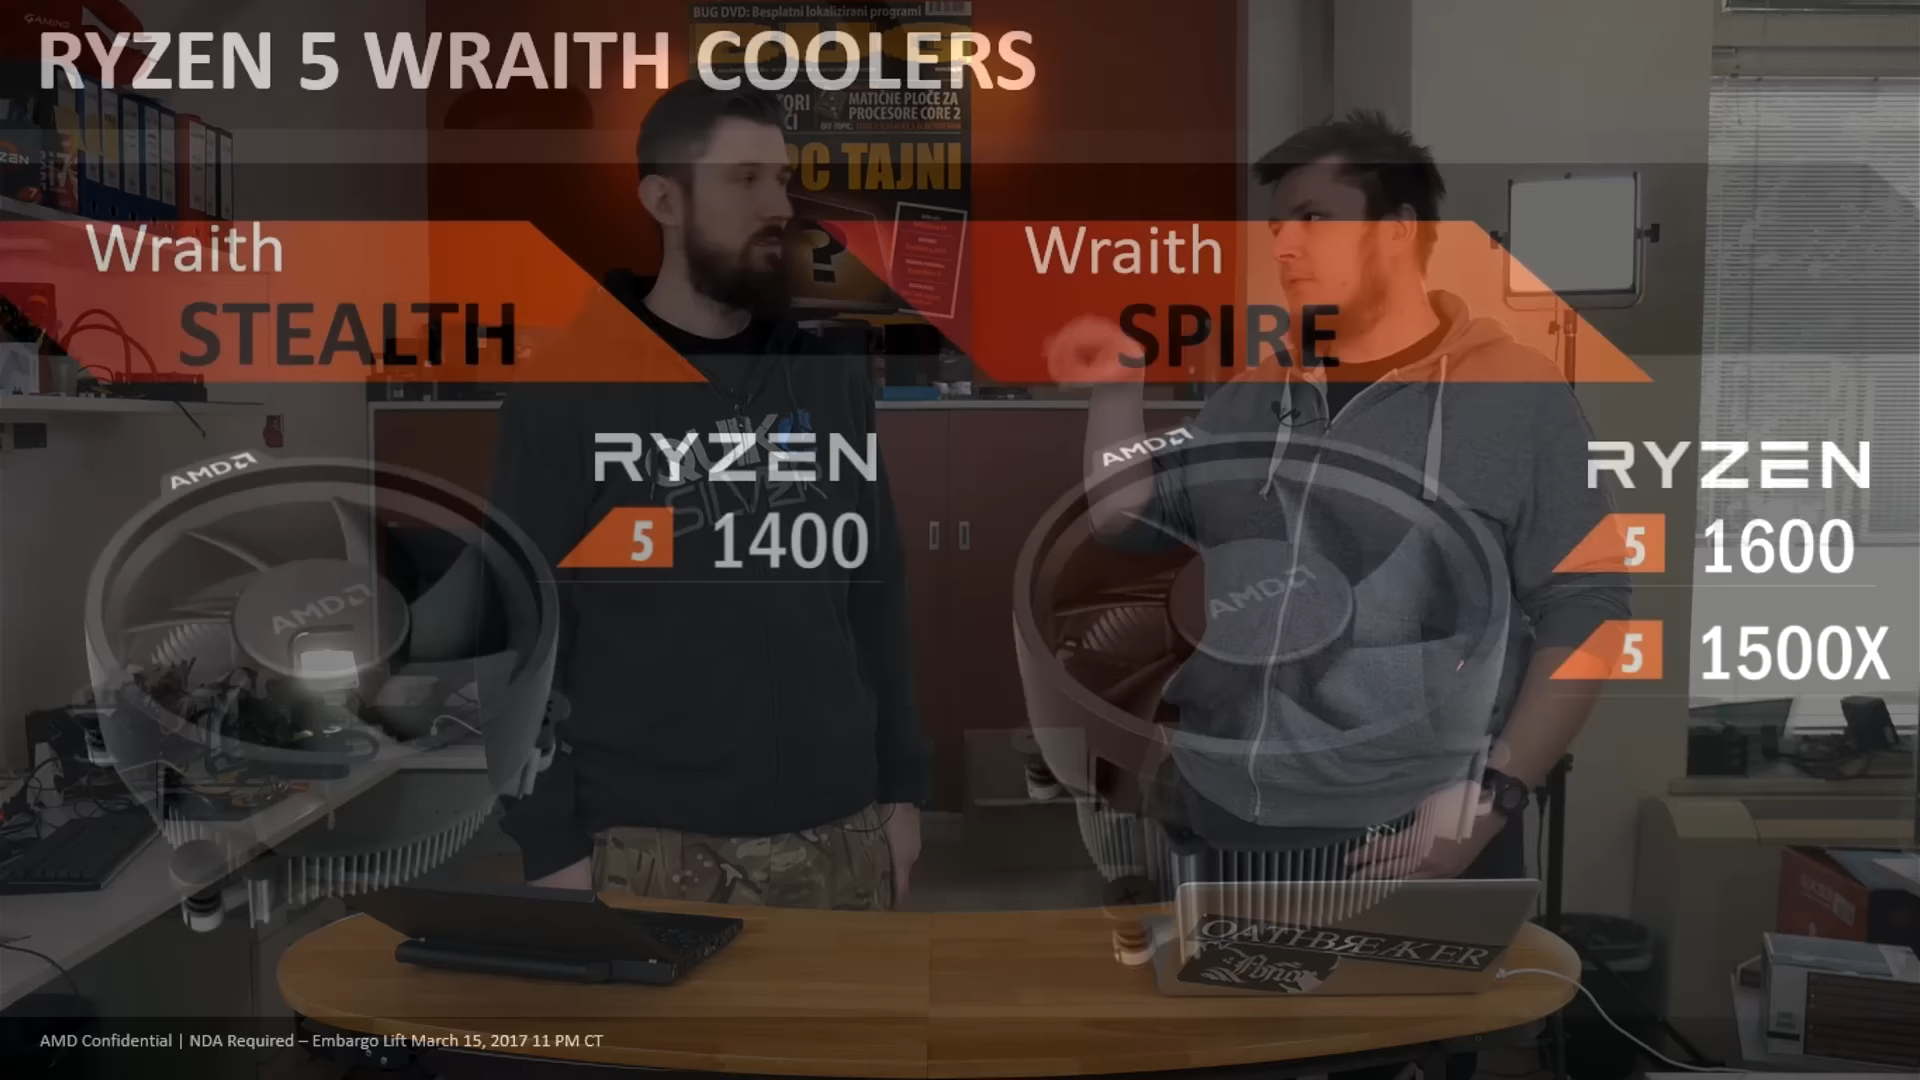 RYZEN 5 WRAITH COOLERS
BUG DVD: Besplatni lokalizirani programi
MATIČNE PLOČE ZA
PROCESORE CORE 2
PC TAJNI
?
Wraith
STEALTH
Wraith
SPIRE
AMD
AMD
RYZEN
5 1400
QUIK
SILVER
AMD
AMD
RYZEN
5 1600
5 1500X
OATHBREAKER
AMD Confidential | NDA Required – Embargo Lift March 15, 2017 11 PM CT